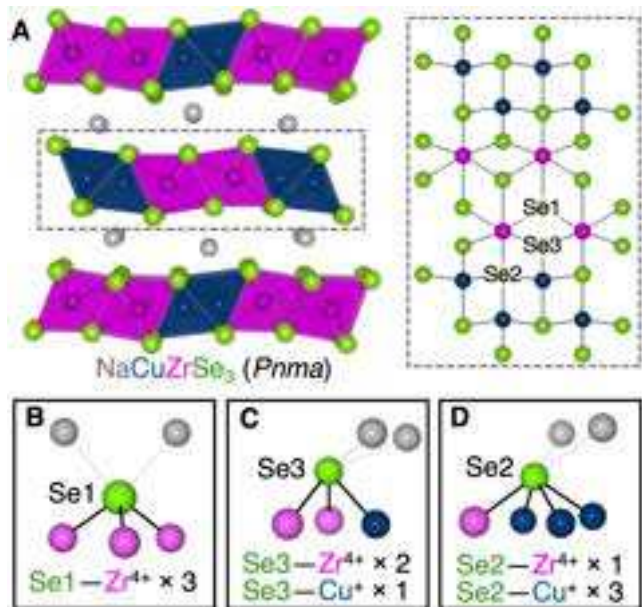 A
Se1
Se3
Se2
NaCuZrSe₃ (Pnma)
B
Se1
Se1—Zr⁴⁺ × 3
C
Se3
Se3—Zr⁴⁺ × 2
Se3—Cu⁺ × 1
D
Se2
Se2—Zr⁴⁺ × 1
Se2—Cu⁺ × 3